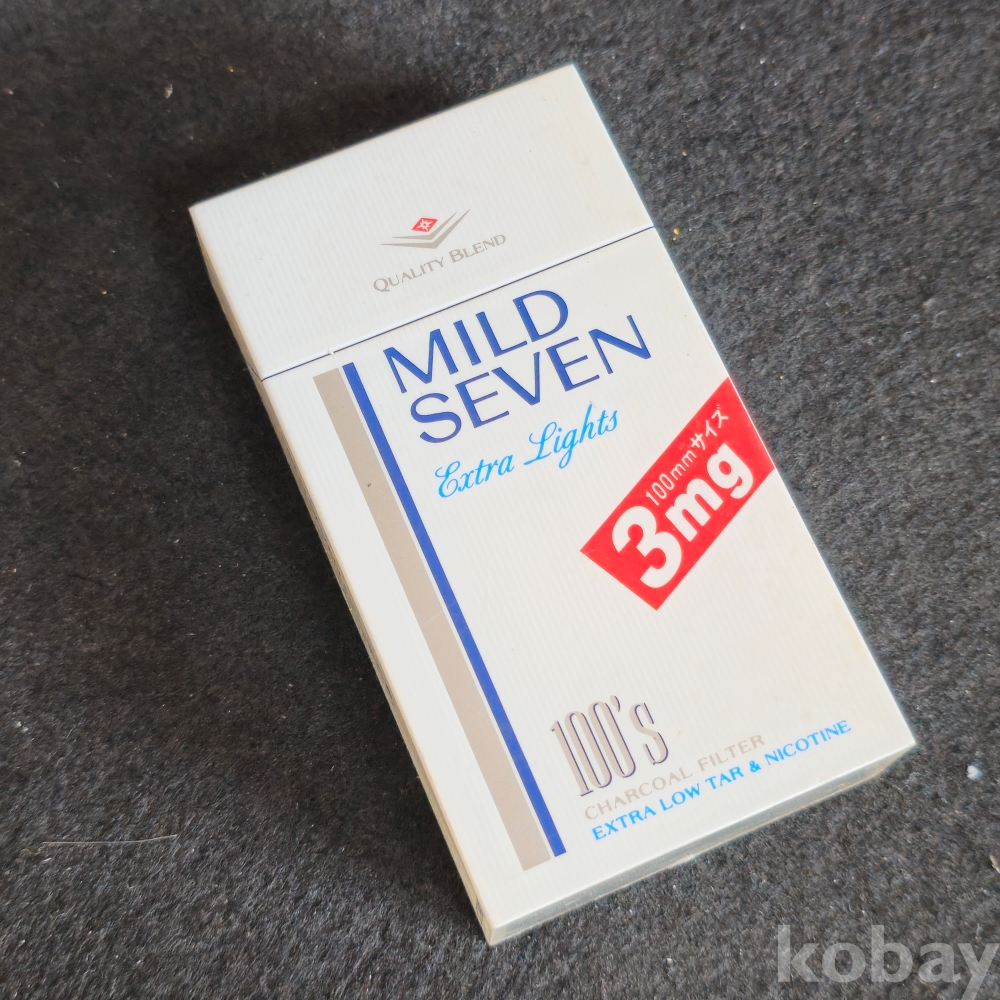 QUALITY BLEND
MILD
SEVEN
Extra Lights
100mmサイズ
3mg
100's
CHARCOAL FILTER
EXTRA LOW TAR & NICOTINE
kobay